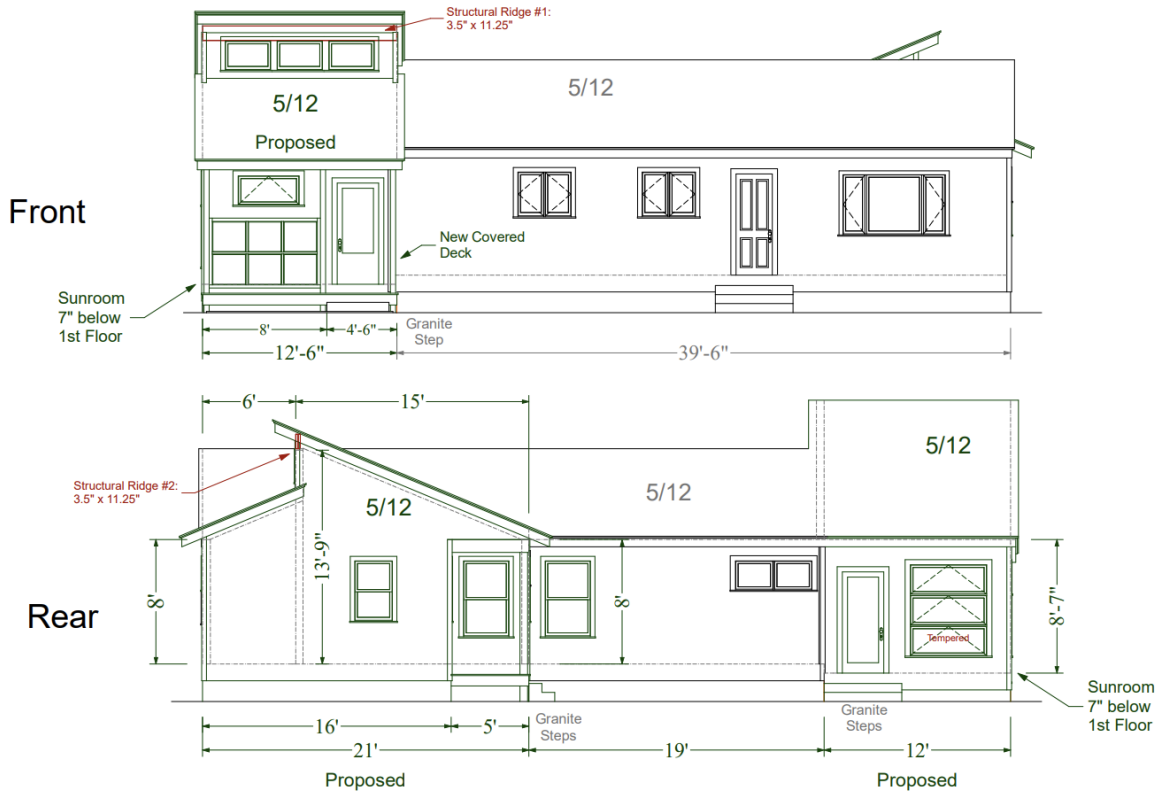 Structural Ridge #1:
3.5" x 11.25"
5/12
5/12
Proposed
Front
New Covered
Deck
Sunroom
7" below
1st Floor
8'
4'-6"
Granite
Step
12'-6"
39'-6"
6'
15'
5/12
Structural Ridge #2:
3.5" x 11.25"
5/12
5/12
13'-9"
8'
8'
8'-7"
Rear
Tempered
Sunroom
7" below
1st Floor
16'
5'
Granite
Steps
Granite
Steps
21'
19'
12'
Proposed
Proposed